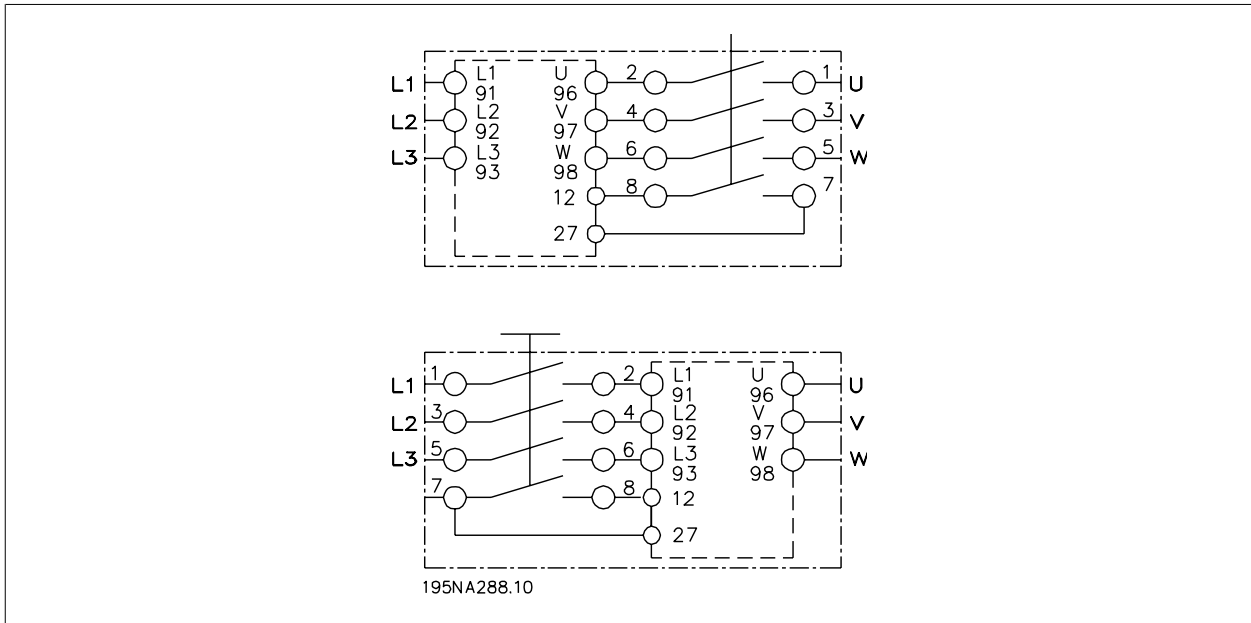 L1 L1 U 2 1 U
91 96
L2 L2 V 4 3 V
92 97
L3 L3 W 6 5 W
93 98
12 8 7
27
L1 1 2 L1 U U
91 96
L2 3 4 L2 V V
92 97
L3 5 6 L3 W W
93 98
7 8 12
27
195NA288.10